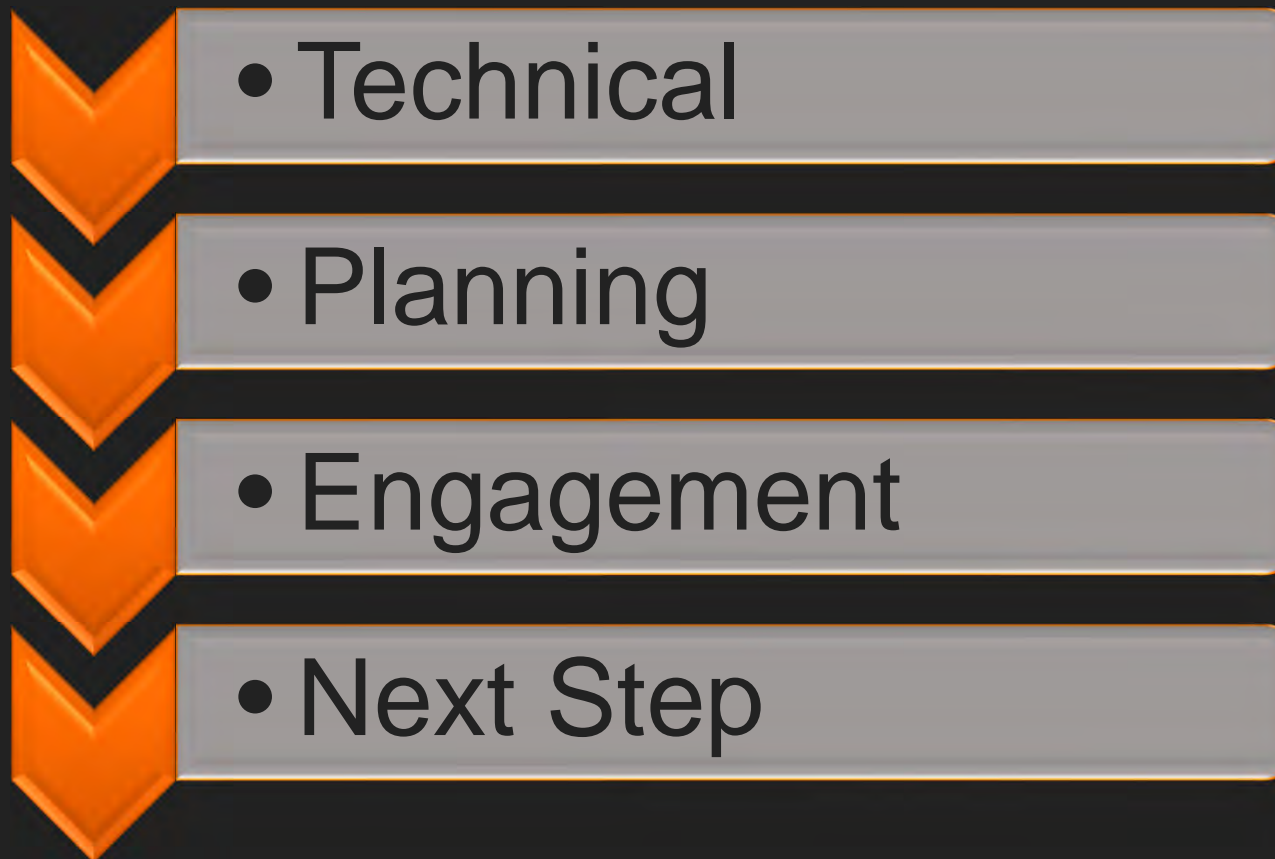 • Technical
• Planning
• Engagement
• Next Step